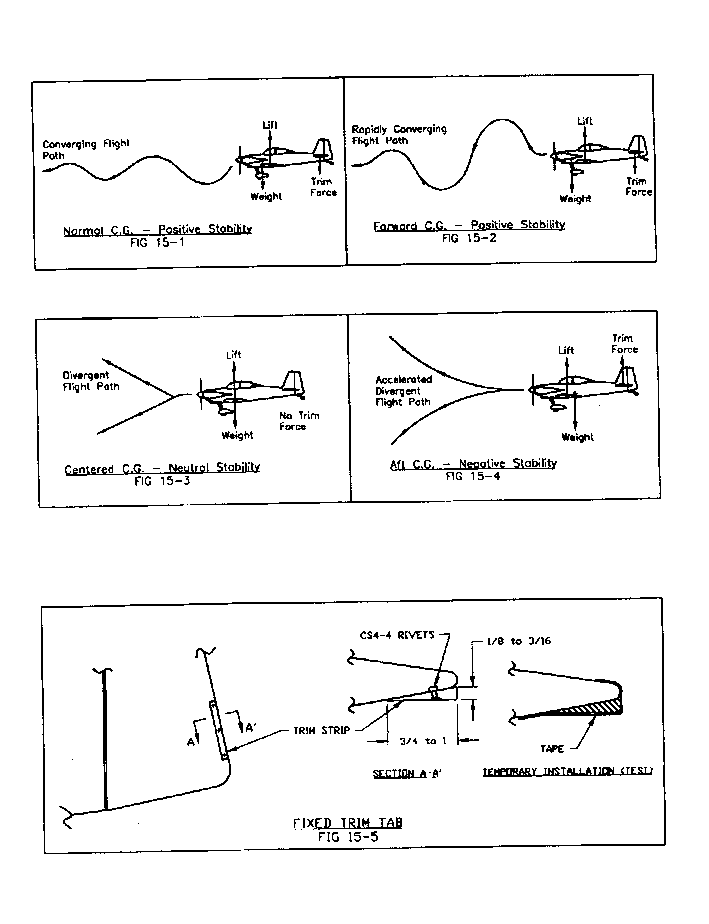 Converging Flight
Path
Lift
Weight
Trim
Force
Normal C.G. – Positive Stability
FIG 15-1
Rapidly Converging
Flight Path
Lift
Weight
Trim
Force
Forward C.G. – Positive Stability
FIG 15-2
Divergent
Flight Path
Lift
Weight
No Trim
Force
Centered C.G. – Neutral Stability
FIG 15-3
Accelerated
Divergent
Flight Path
Lift
Trim
Force
Weight
Aft C.G. – Negative Stability
FIG 15-4
A
A'
TRIM STRIP
CS4-4 RIVETS
1/8 to 3/16
3/4 to 1
SECTION A-A'
TAPE
TEMPORARY INSTALLATION (TEST)
FIXED TRIM TAB
FIG 15-5